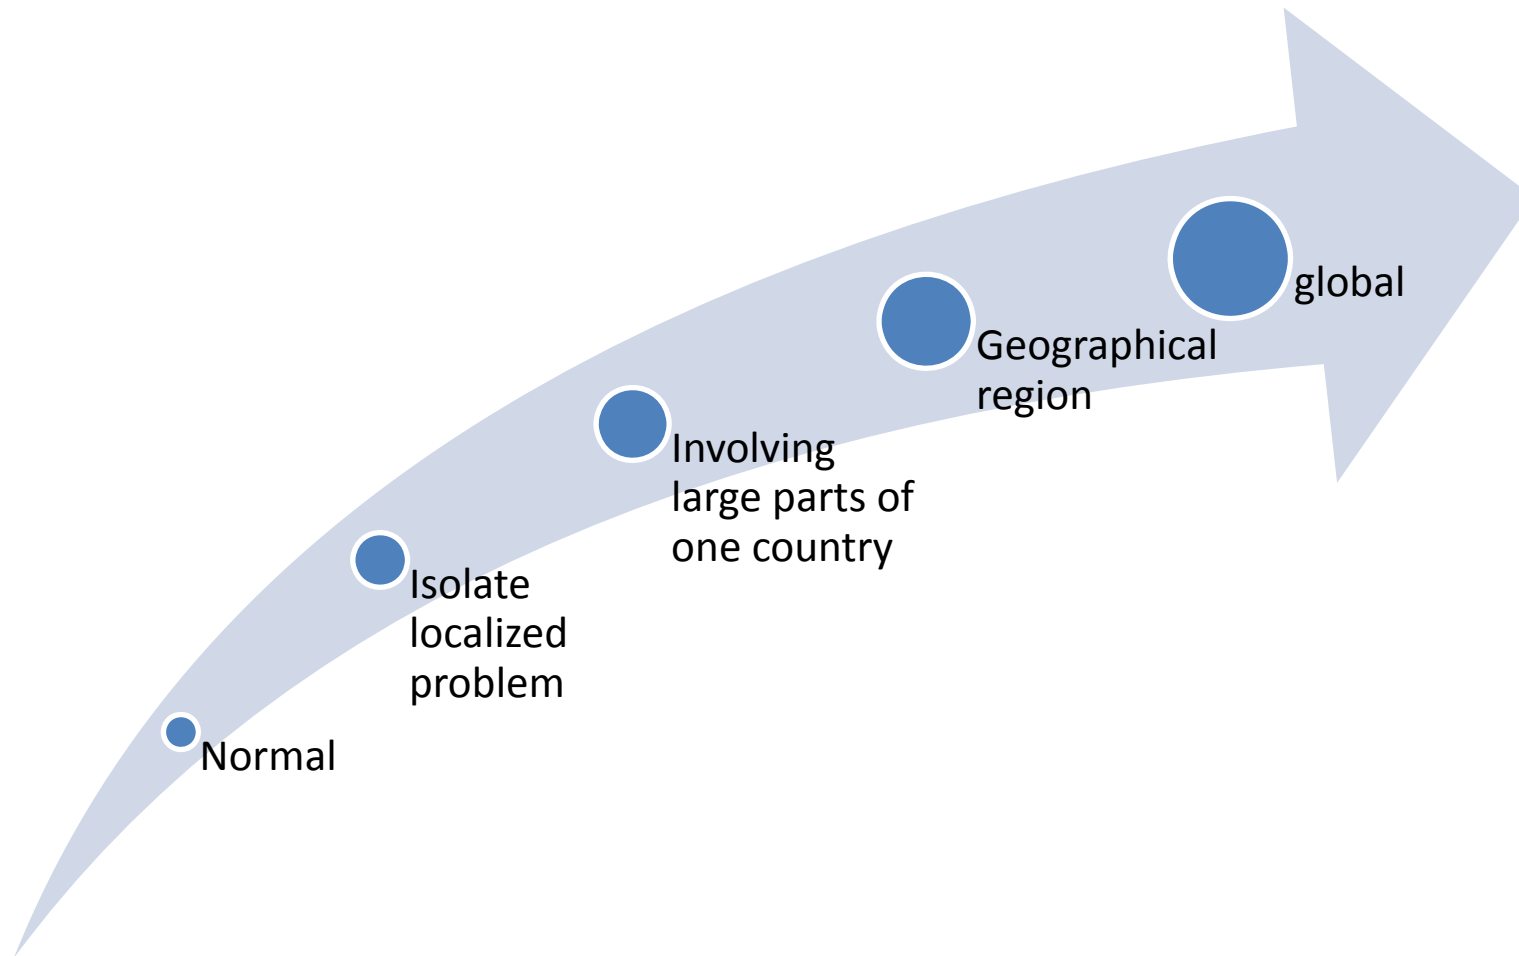 Normal
Isolate
localized
problem
Involving
large parts of
one country
Geographical
region
global